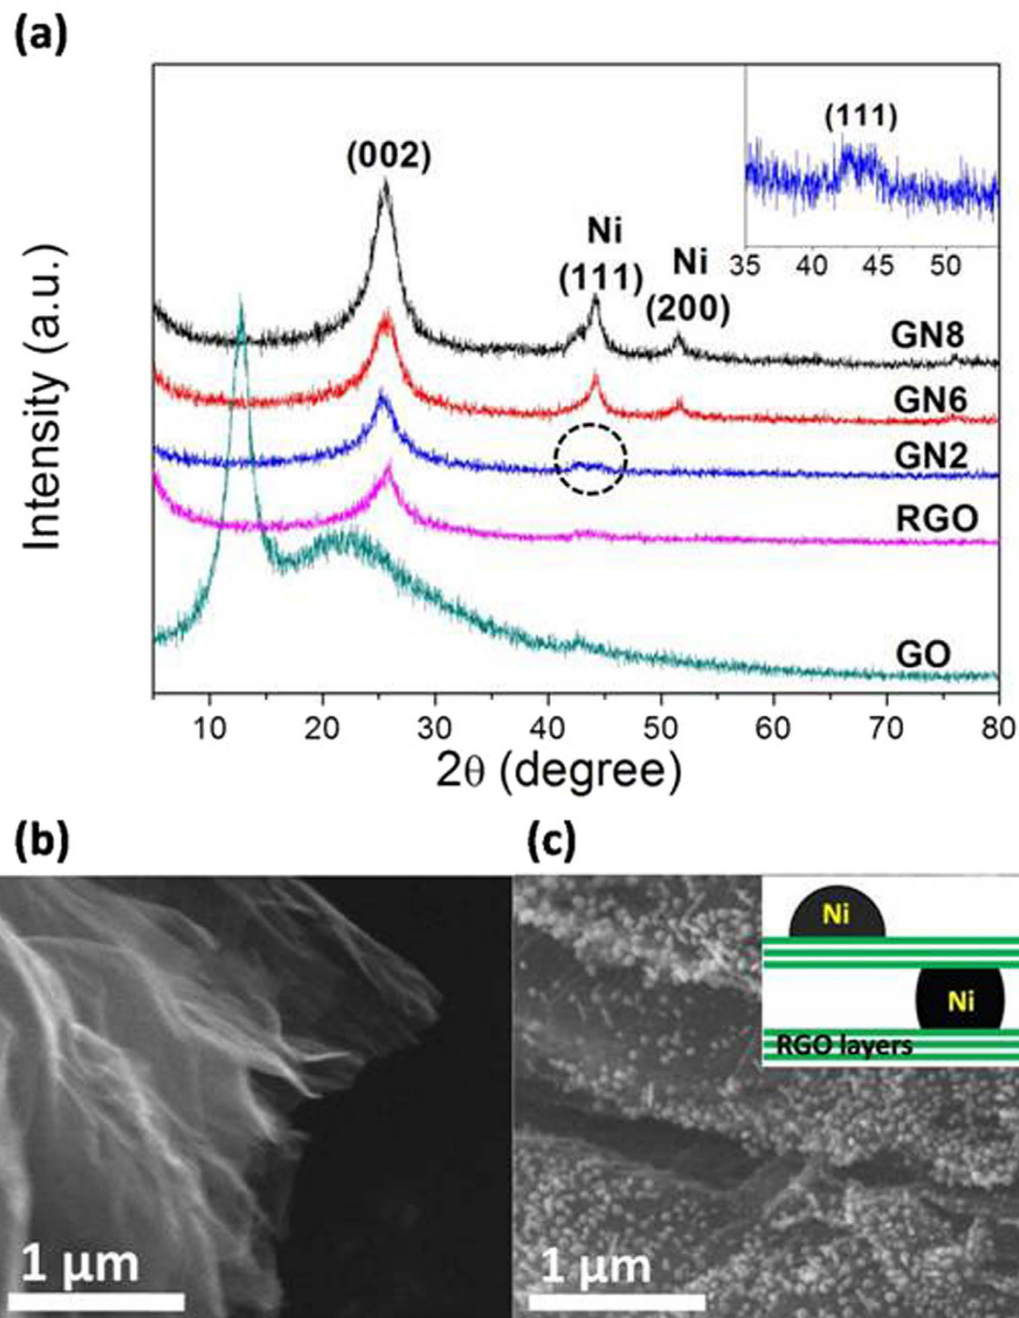 (a)
Intensity (a.u.)
(002)
Ni
(111)
Ni
(200)
(111)
35 40 45 50
GN8
GN6
GN2
RGO
GO
10 20 30 40 50 60 70 80
2θ (degree)
(b)
(c)
Ni
Ni
RGO layers
1 μm
1 μm